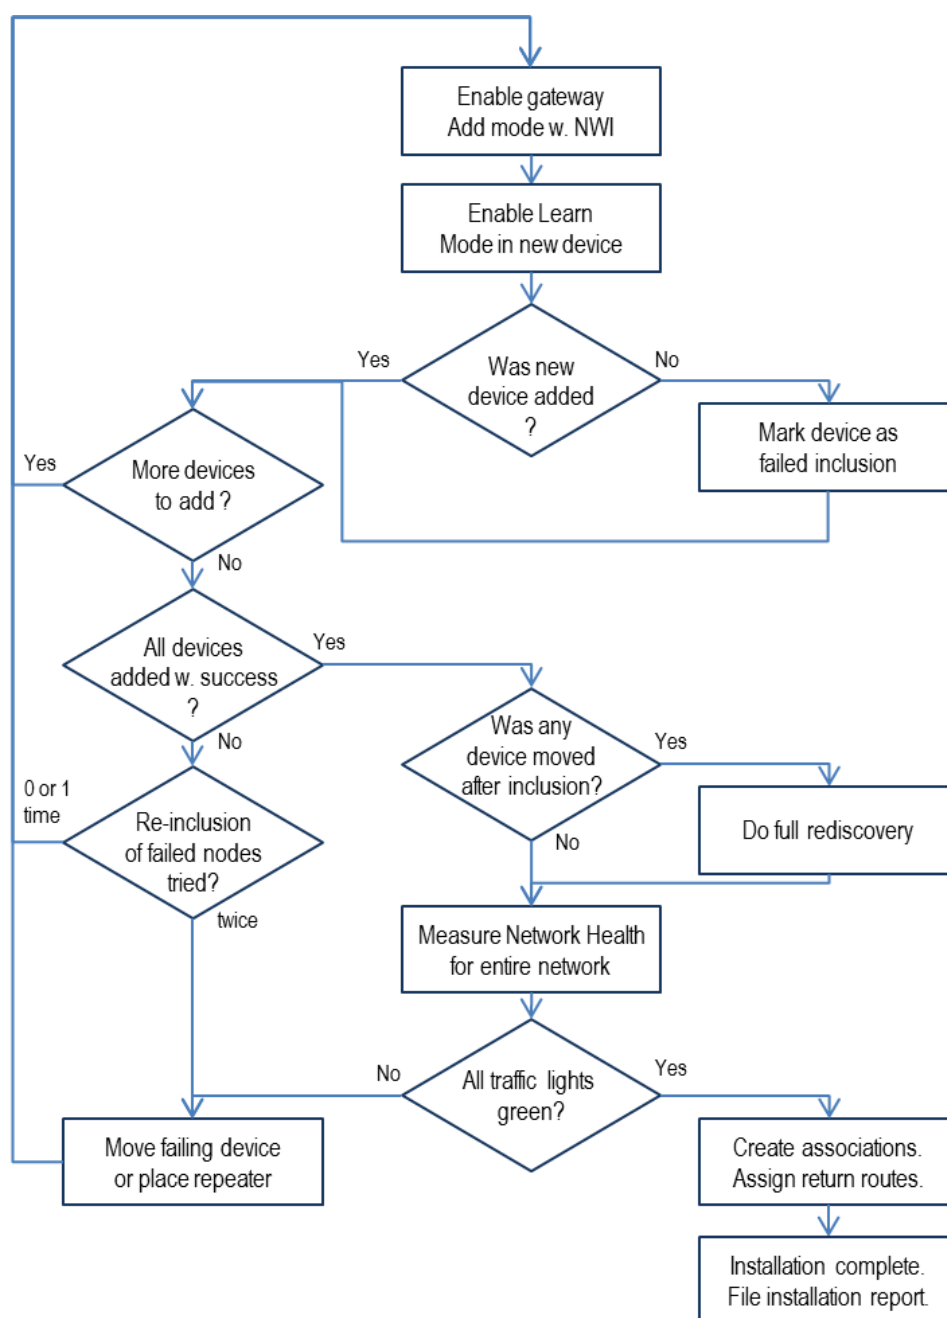 Enable gateway
Add mode w. NWI
Enable Learn
Mode in new device
Yes
Was new
device added
?
No
Mark device as
failed inclusion
Yes
More devices
to add ?
No
All devices
added w. success
?
Yes
No
Was any
device moved
after inclusion?
Yes
No
Do full rediscovery
0 or 1
time
Re-inclusion
of failed nodes
tried?
twice
Measure Network Health
for entire network
No
All traffic lights
green?
Yes
Move failing device
or place repeater
Create associations.
Assign return routes.
Installation complete.
File installation report.